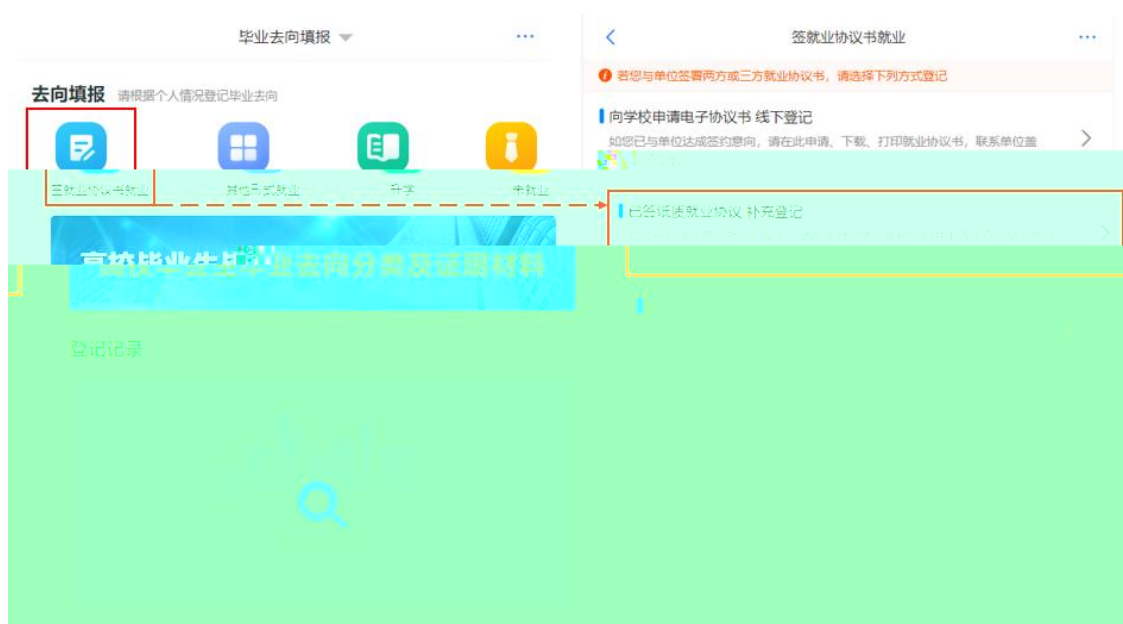 毕业去向填报
去向填报 请根据个人情况登记毕业去向
签就业协议书就业 其他形式就业 升学 未就业
高校毕业生毕业去向分类及证明材料
登记记录
签就业协议书就业
若您与单位签署两方或三方就业协议书，请选择下列方式登记
向学校申请电子协议书 线下登记
如您已与单位达成签约意向，请在此申请、下载、打印就业协议书，联系单位盖
已签纸质就业协议 补充登记